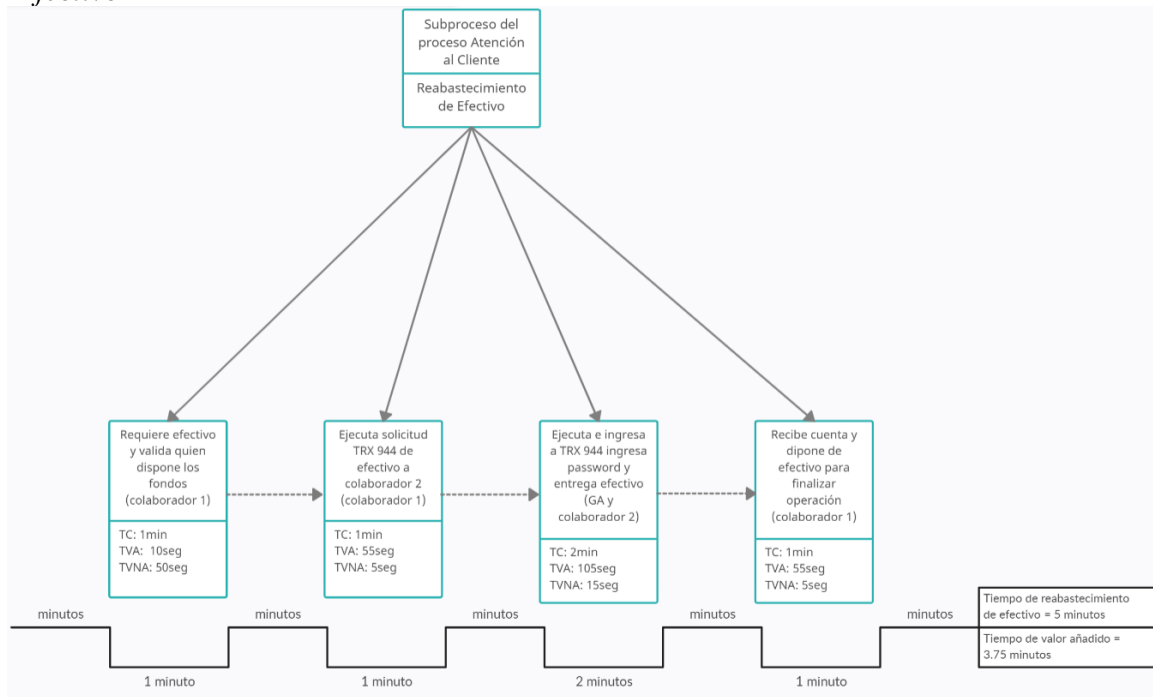 Subproceso del
proceso Atención
al Cliente
Reabastecimiento
de Efectivo
Requiere efectivo
y valida quien
dispone los
fondos
(colaborador 1)
TC: 1min
TVA: 10seg
TVNA: 50seg
Ejecuta solicitud
TRX 944 de
efectivo a
colaborador 2
(colaborador 1)
TC: 1min
TVA: 55seg
TVNA: 5seg
Ejecuta e ingresa
a TRX 944 ingresa
password y
entrega efectivo
(GA y
colaborador 2)
TC: 2min
TVA: 105seg
TVNA: 15seg
Recibe cuenta y
dipone de
efectivo para
finalizar
operación
(colaborador 1)
TC: 1min
TVA: 55seg
TVNA: 5seg
minutos
minutos
minutos
minutos
minutos
1 minuto
1 minuto
2 minutos
1 minuto
Tiempo de reabastecimiento
de efectivo = 5 minutos
Tiempo de valor añadido =
3.75 minutos